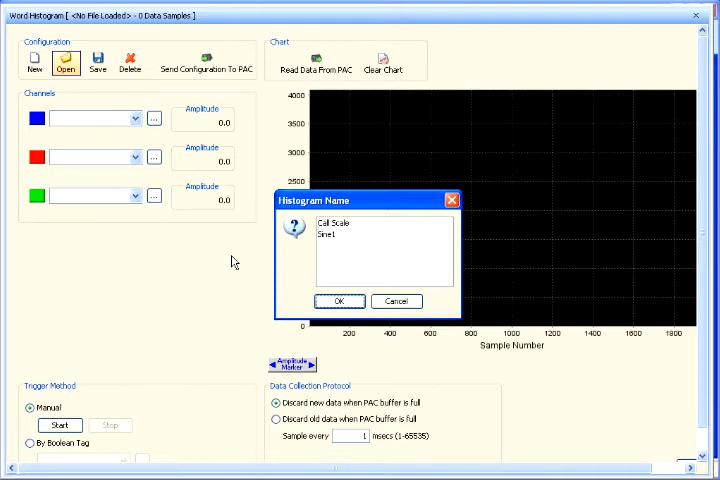 Word Histogram [ <No File Loaded> - 0 Data Samples ]
Configuration
New
Open
Save
Delete
Send Configuration To PAC
Chart
Read Data From PAC
Clear Chart
Channels
Amplitude
...
0.0
Amplitude
...
0.0
Amplitude
...
0.0
4000
3500
3000
2500
0
200
400
600
800
1000
1200
1400
1600
1800
Sample Number
Histogram Name
Call Scale
Sine1
OK
Cancel
Amplitude
Marker
Trigger Method
Manual
Start
Stop
By Boolean Tag
Data Collection Protocol
Discard new data when PAC buffer is full
Discard old data when PAC buffer is full
Sample every 1 msecs (1-65535)